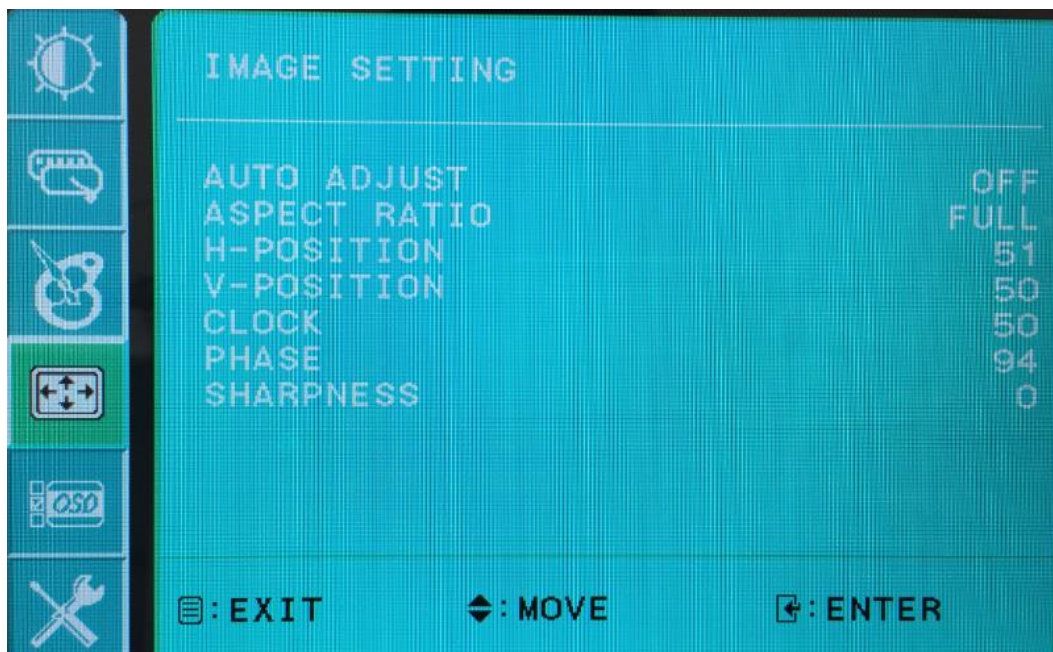 IMAGE SETTING
AUTO ADJUST OFF
ASPECT RATIO FULL
H-POSITION 51
V-POSITION 50
CLOCK 50
PHASE 94
SHARPNESS 0
OSD
:EXIT :MOVE :ENTER